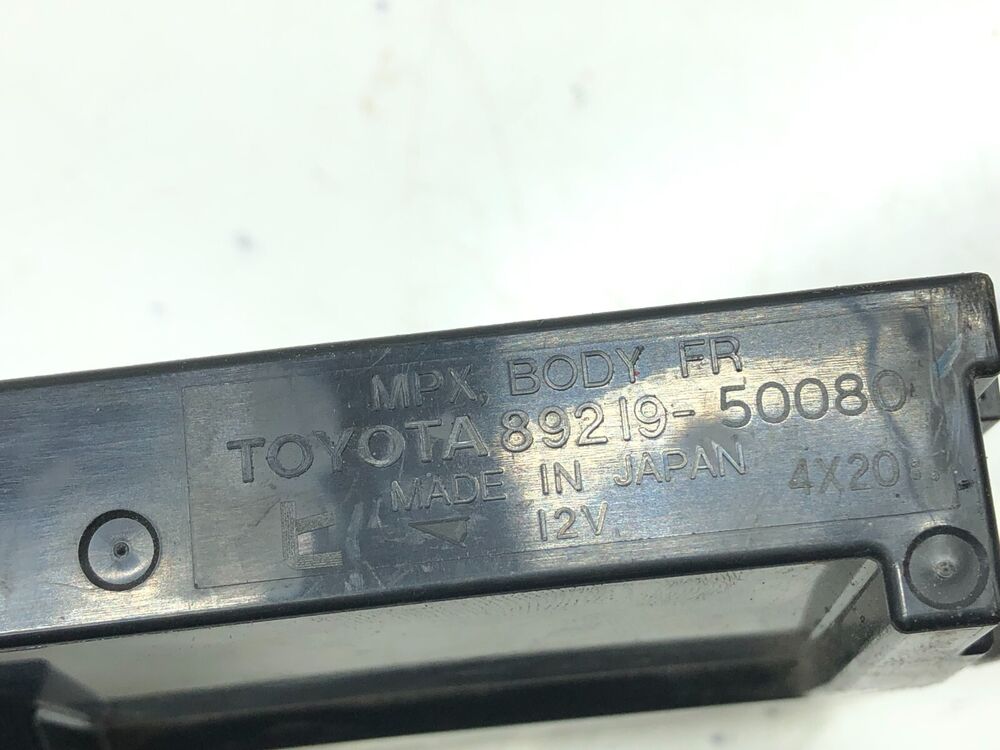 MPX, BODY FR
TOYOTA 89219-50080
MADE IN JAPAN 4X20
12V